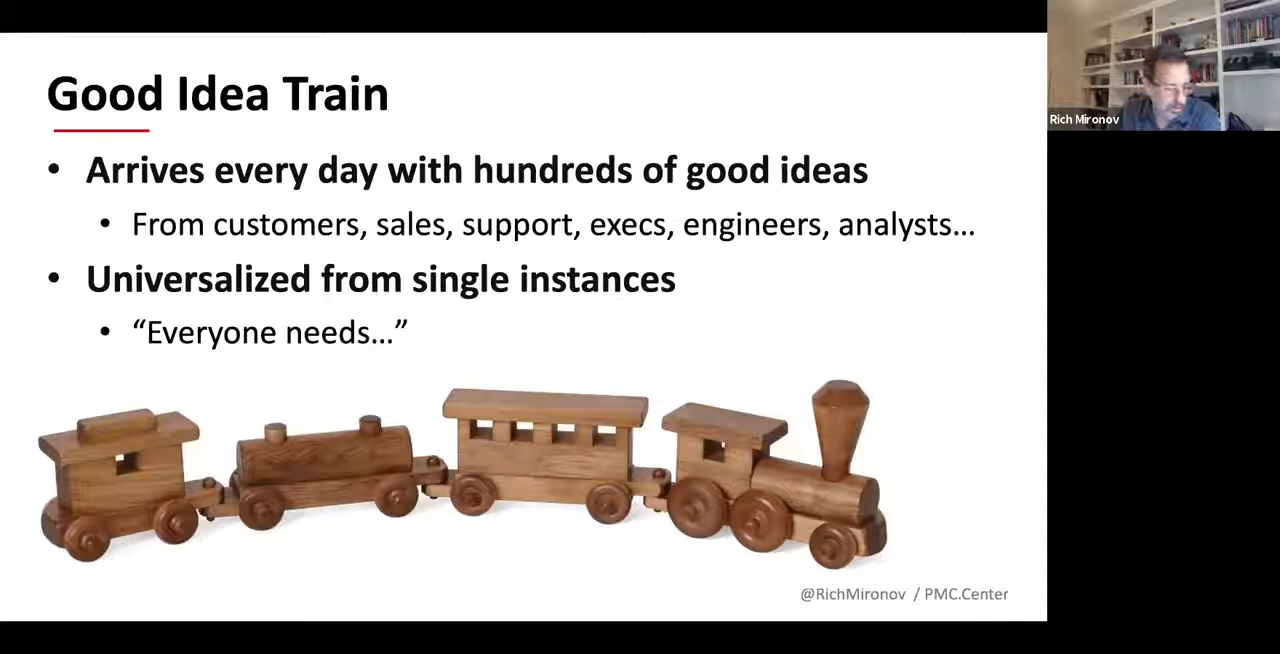 Good Idea Train
• Arrives every day with hundreds of good ideas
• From customers, sales, support, execs, engineers, analysts…
• Universalized from single instances
• “Everyone needs…”
@RichMironov / PMC.Center
Rich Mironov